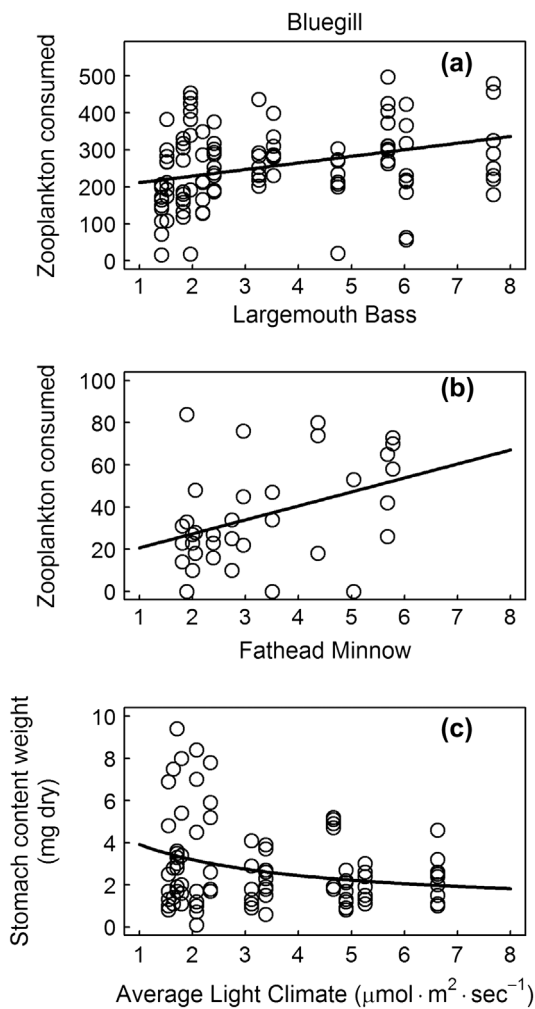 Bluegill
(a)
Zooplankton consumed
500
400
300
200
100
0
1 2 3 4 5 6 7 8
Largemouth Bass
(b)
Zooplankton consumed
100
80
60
40
20
0
1 2 3 4 5 6 7 8
Fathead Minnow
(c)
Stomach content weight
(mg dry)
10
8
6
4
2
0
1 2 3 4 5 6 7 8
Average Light Climate (μmol · m² · sec⁻¹)